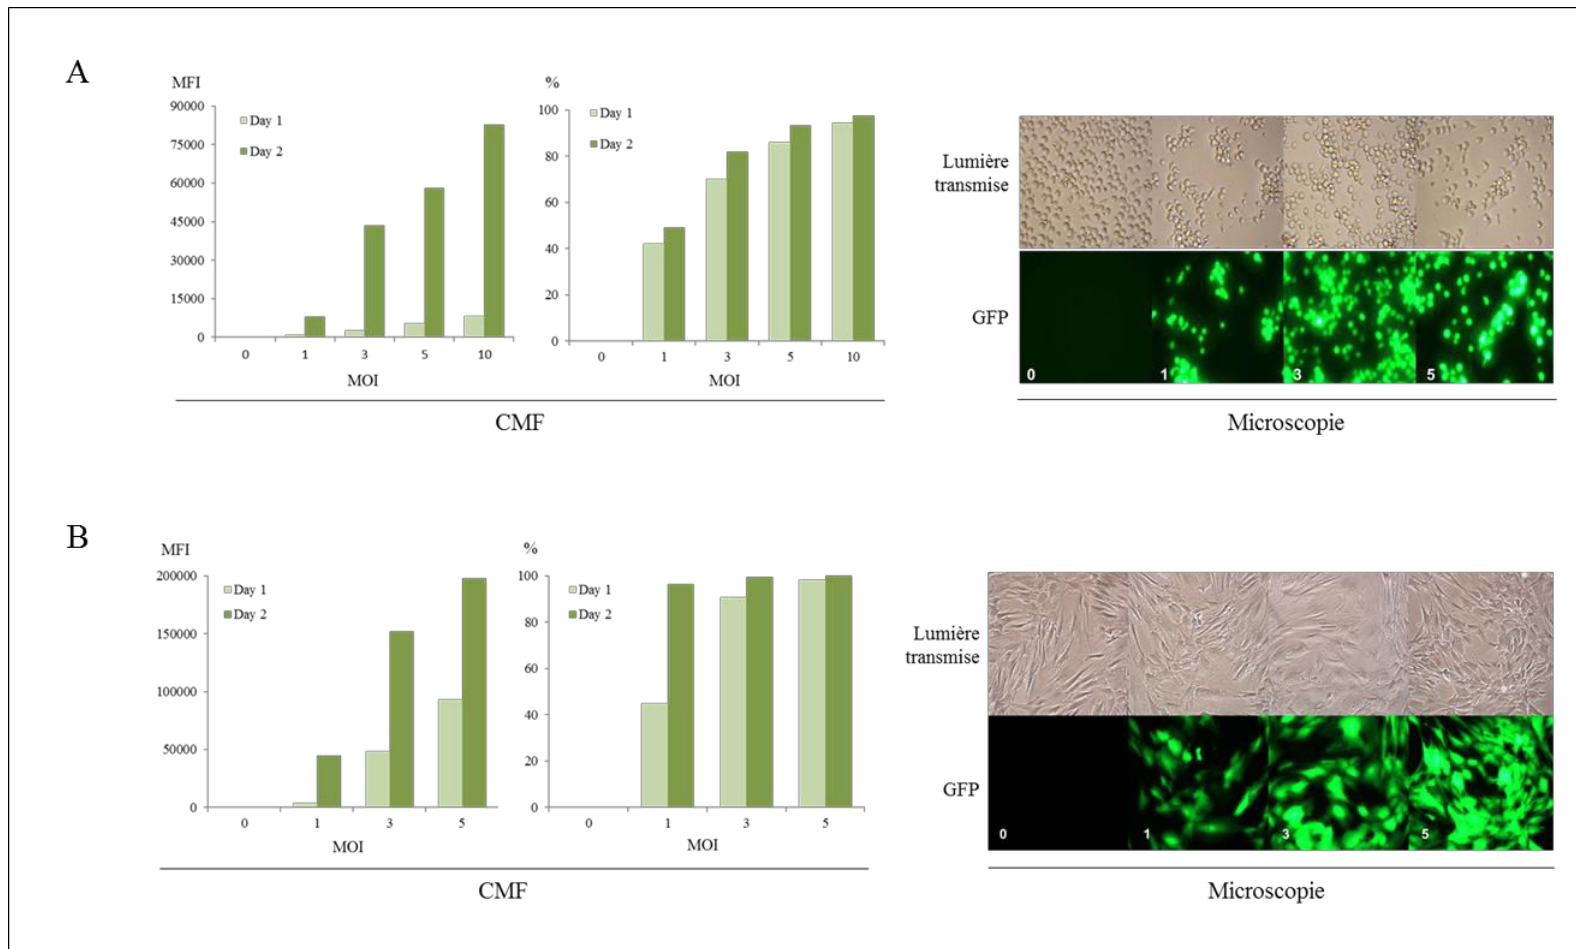 A
MFI
90000
75000
60000
45000
30000
15000
0
Day 1
Day 2
0 1 3 5 10
MOI
%
100
80
60
40
20
0
Day 1
Day 2
0 1 3 5 10
MOI
CMF
Lumière
transmise
GFP
0 1 3 5
Microscopie
B
MFI
200000
150000
100000
50000
0
Day 1
Day 2
0 1 3 5
MOI
%
100
80
60
40
20
0
Day 1
Day 2
0 1 3 5
MOI
CMF
Lumière
transmise
GFP
0 1 3 5
Microscopie